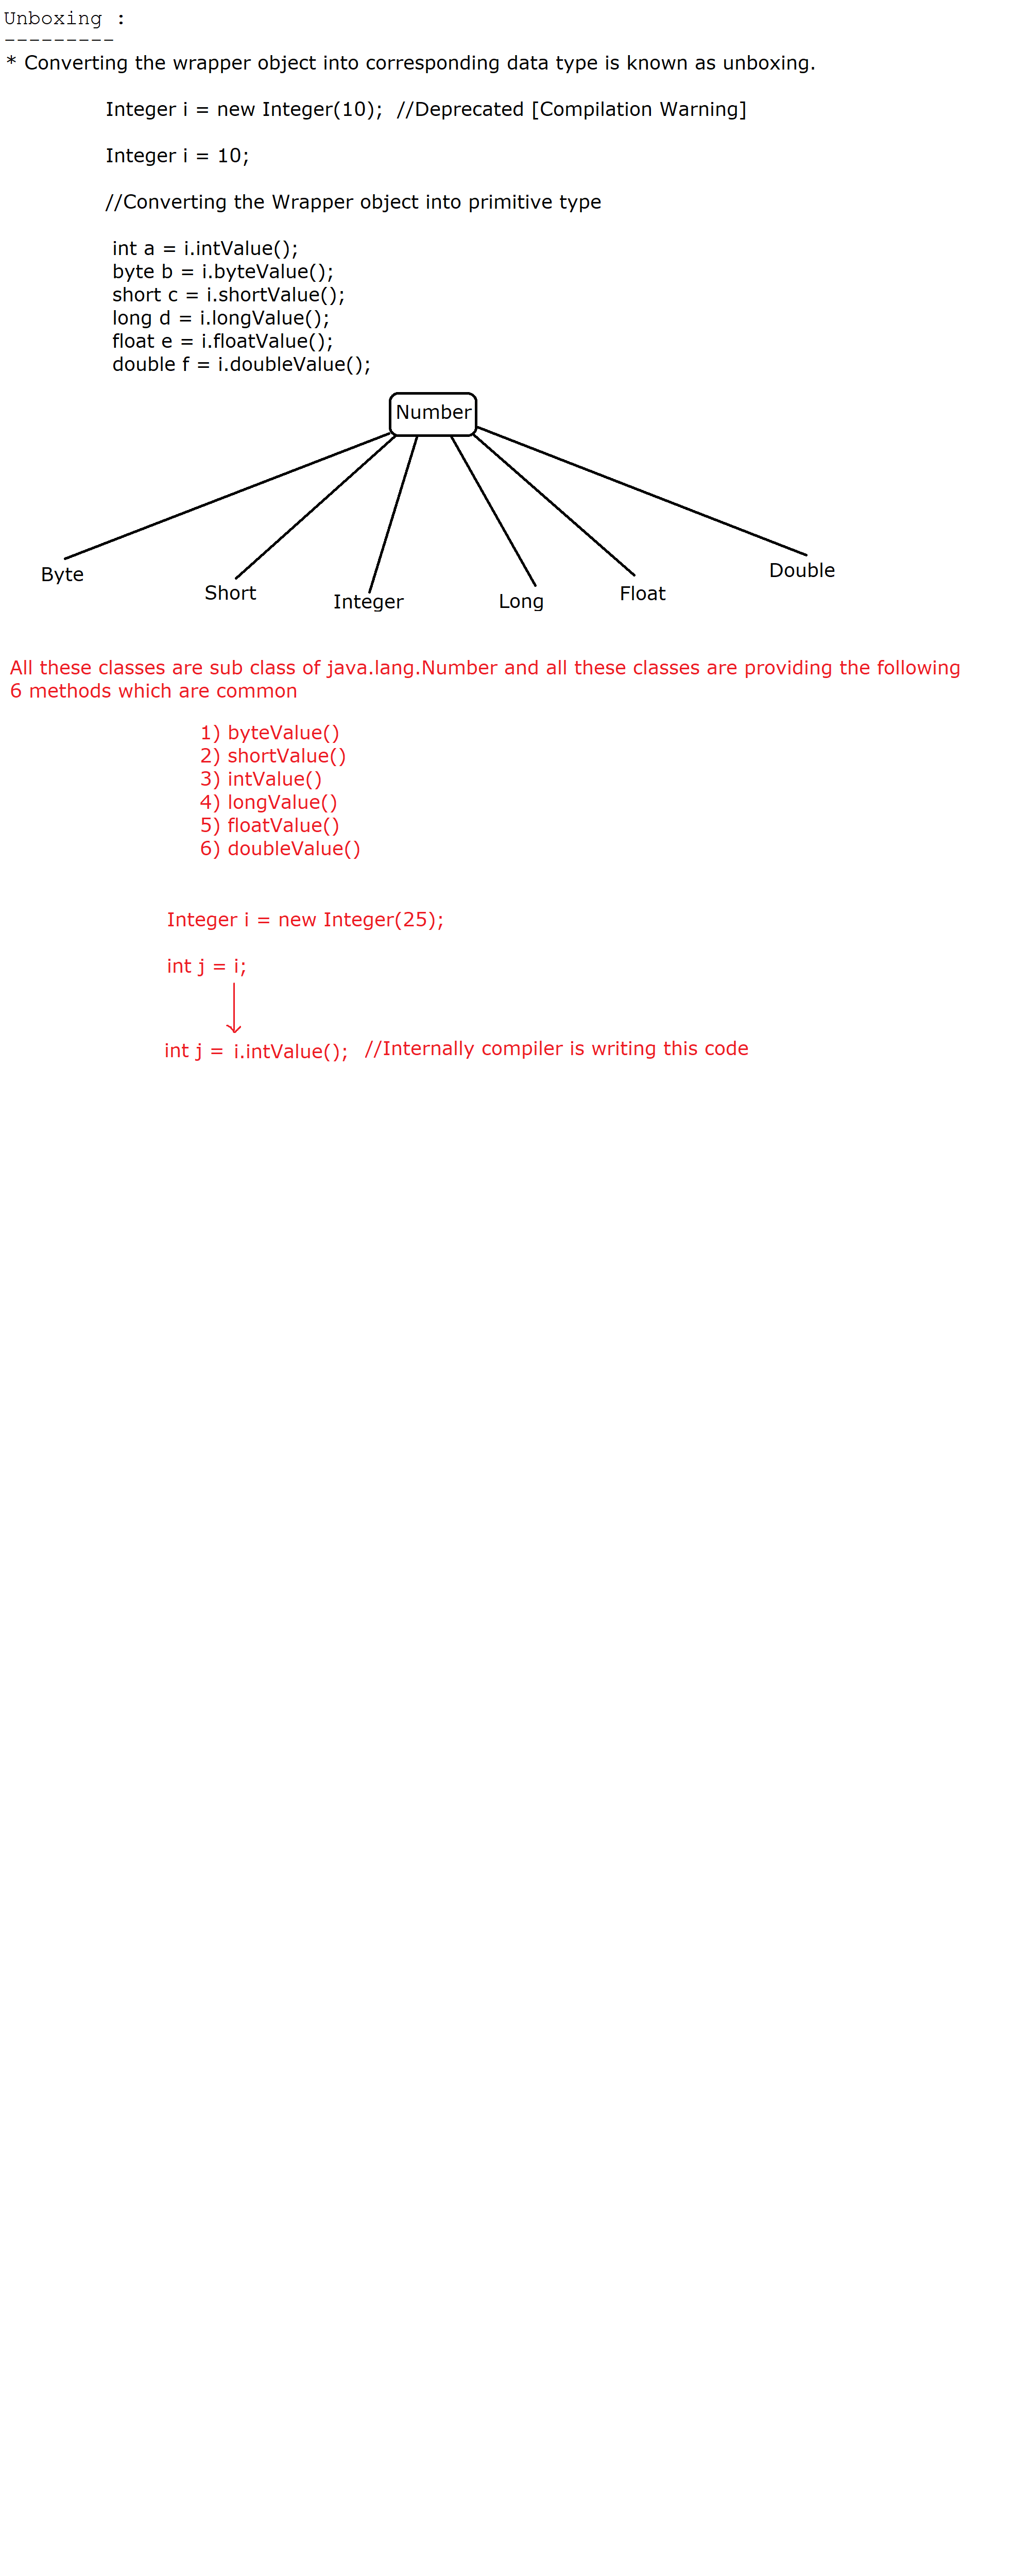 Unboxing :
---------
* Converting the wrapper object into corresponding data type is known as unboxing.
Integer i = new Integer(10);  //Deprecated [Compilation Warning]
Integer i = 10;
//Converting the Wrapper object into primitive type
int a = i.intValue();
byte b = i.byteValue();
short c = i.shortValue();
long d = i.longValue();
float e = i.floatValue();
double f = i.doubleValue();
Number
Byte
Short
Integer
Long
Float
Double
All these classes are sub class of java.lang.Number and all these classes are providing the following
6 methods which are common
1) byteValue()
2) shortValue()
3) intValue()
4) longValue()
5) floatValue()
6) doubleValue()
Integer i = new Integer(25);
int j = i;
int j = i.intValue();  //Internally compiler is writing this code